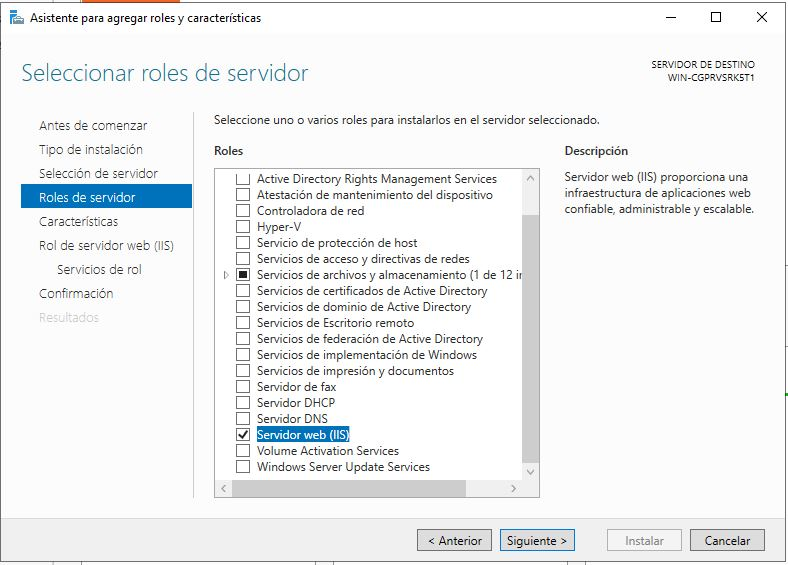 Asistente para agregar roles y características
Seleccionar roles de servidor
SERVIDOR DE DESTINO
WIN-CGPRVSRK5T1
Antes de comenzar
Tipo de instalación
Selección de servidor
Roles de servidor
Características
Rol de servidor web (IIS)
Servicios de rol
Confirmación
Resultados
Seleccione uno o varios roles para instalarlos en el servidor seleccionado.
Roles
Active Directory Rights Management Services
Atestación de mantenimiento del dispositivo
Controladora de red
Hyper-V
Servicio de protección de host
Servicios de acceso y directivas de redes
Servicios de archivos y almacenamiento (1 de 12 in
Servicios de certificados de Active Directory
Servicios de dominio de Active Directory
Servicios de Escritorio remoto
Servicios de federación de Active Directory
Servicios de implementación de Windows
Servicios de impresión y documentos
Servidor de fax
Servidor DHCP
Servidor DNS
Servidor web (IIS)
Volume Activation Services
Windows Server Update Services
Descripción
Servidor web (IIS) proporciona una
infraestructura de aplicaciones web
confiable, administrable y escalable.
< Anterior
Siguiente >
Instalar
Cancelar